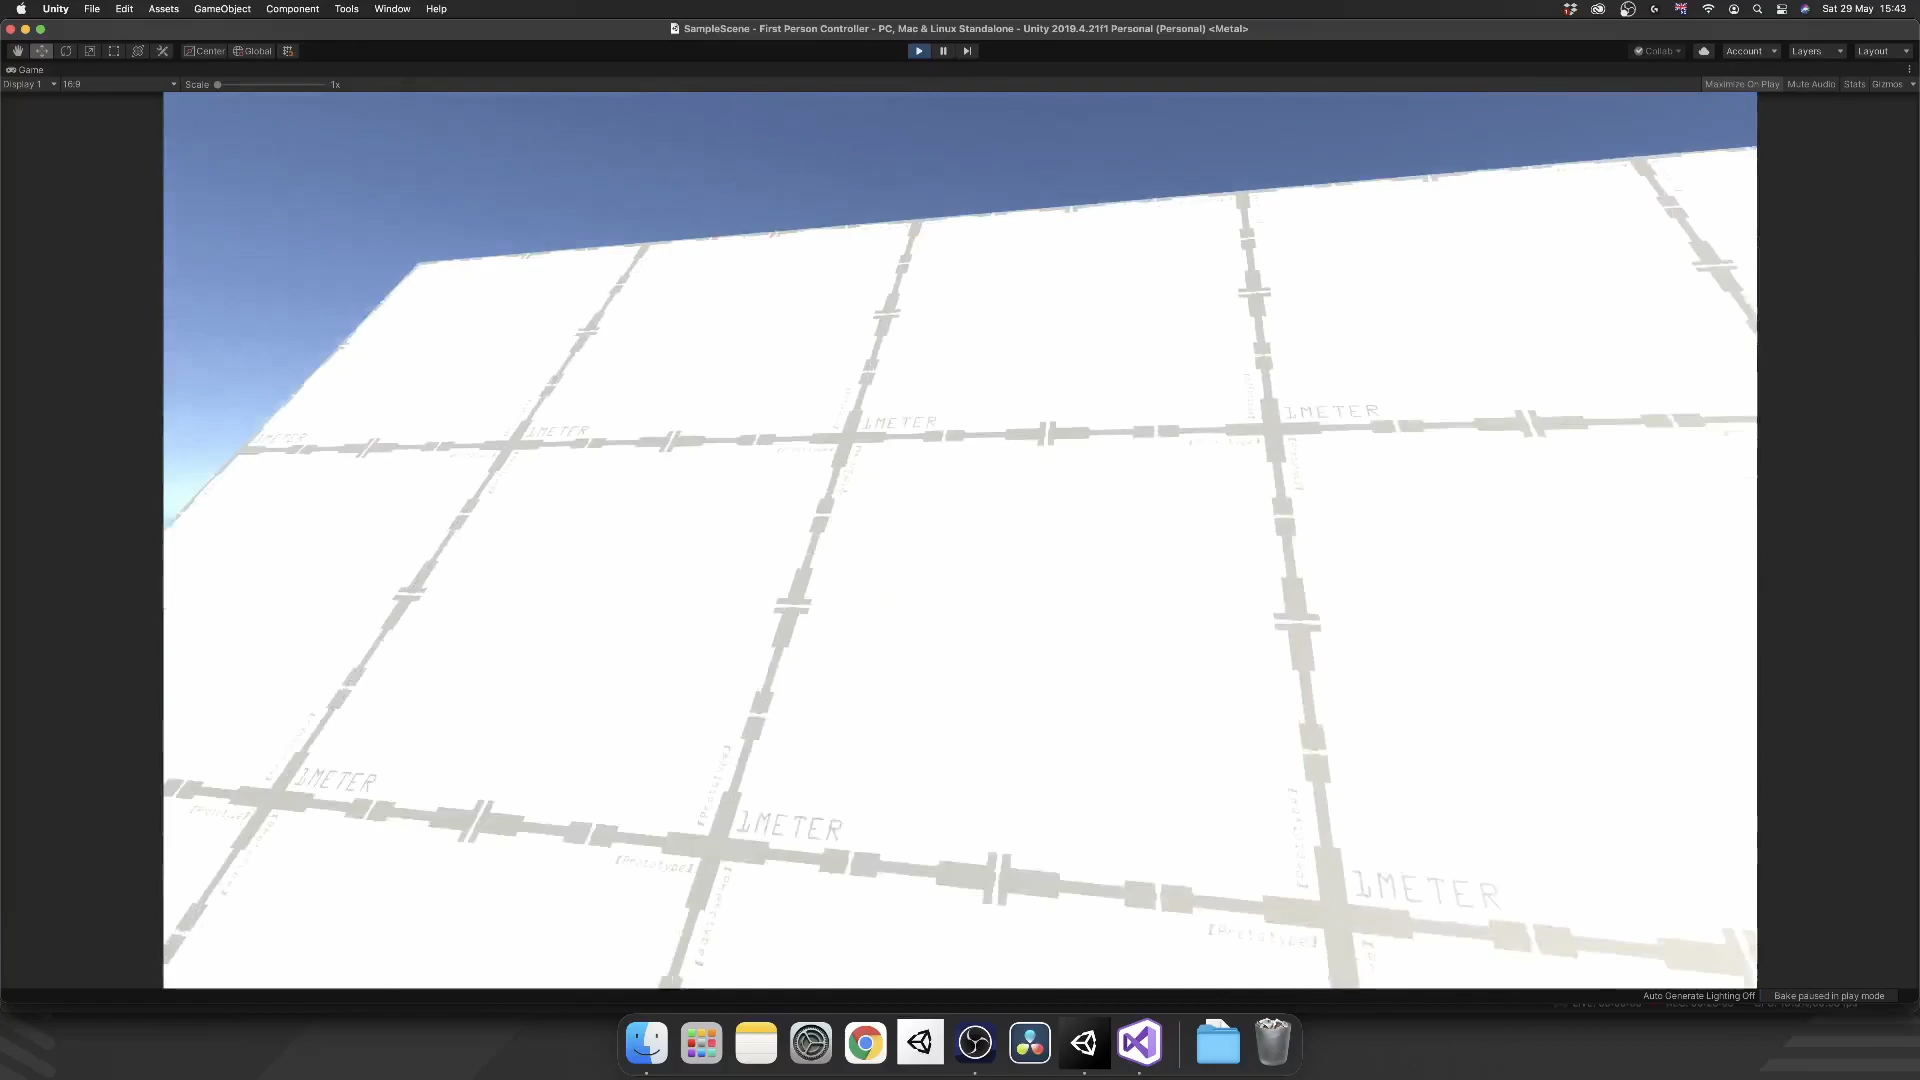 Unity File Edit Assets GameObject Component Tools Window Help Sat 29 May 15:43
SampleScene - First Person Controller - PC, Mac & Linux Standalone - Unity 2019.4.21f1 Personal (Personal) <Metal>
Center Global Collab Account Layers Layout
Game
Display 1 16:9 Scale 1x Maximize On Play Mute Audio Stats Gizmos
1METER
1METER
1METER
1METER
1METER
1METER
[Prototype]
[Prototype]
1METER
[Prototype]
[Prototype]
Auto Generate Lighting Off Bake paused in play mode